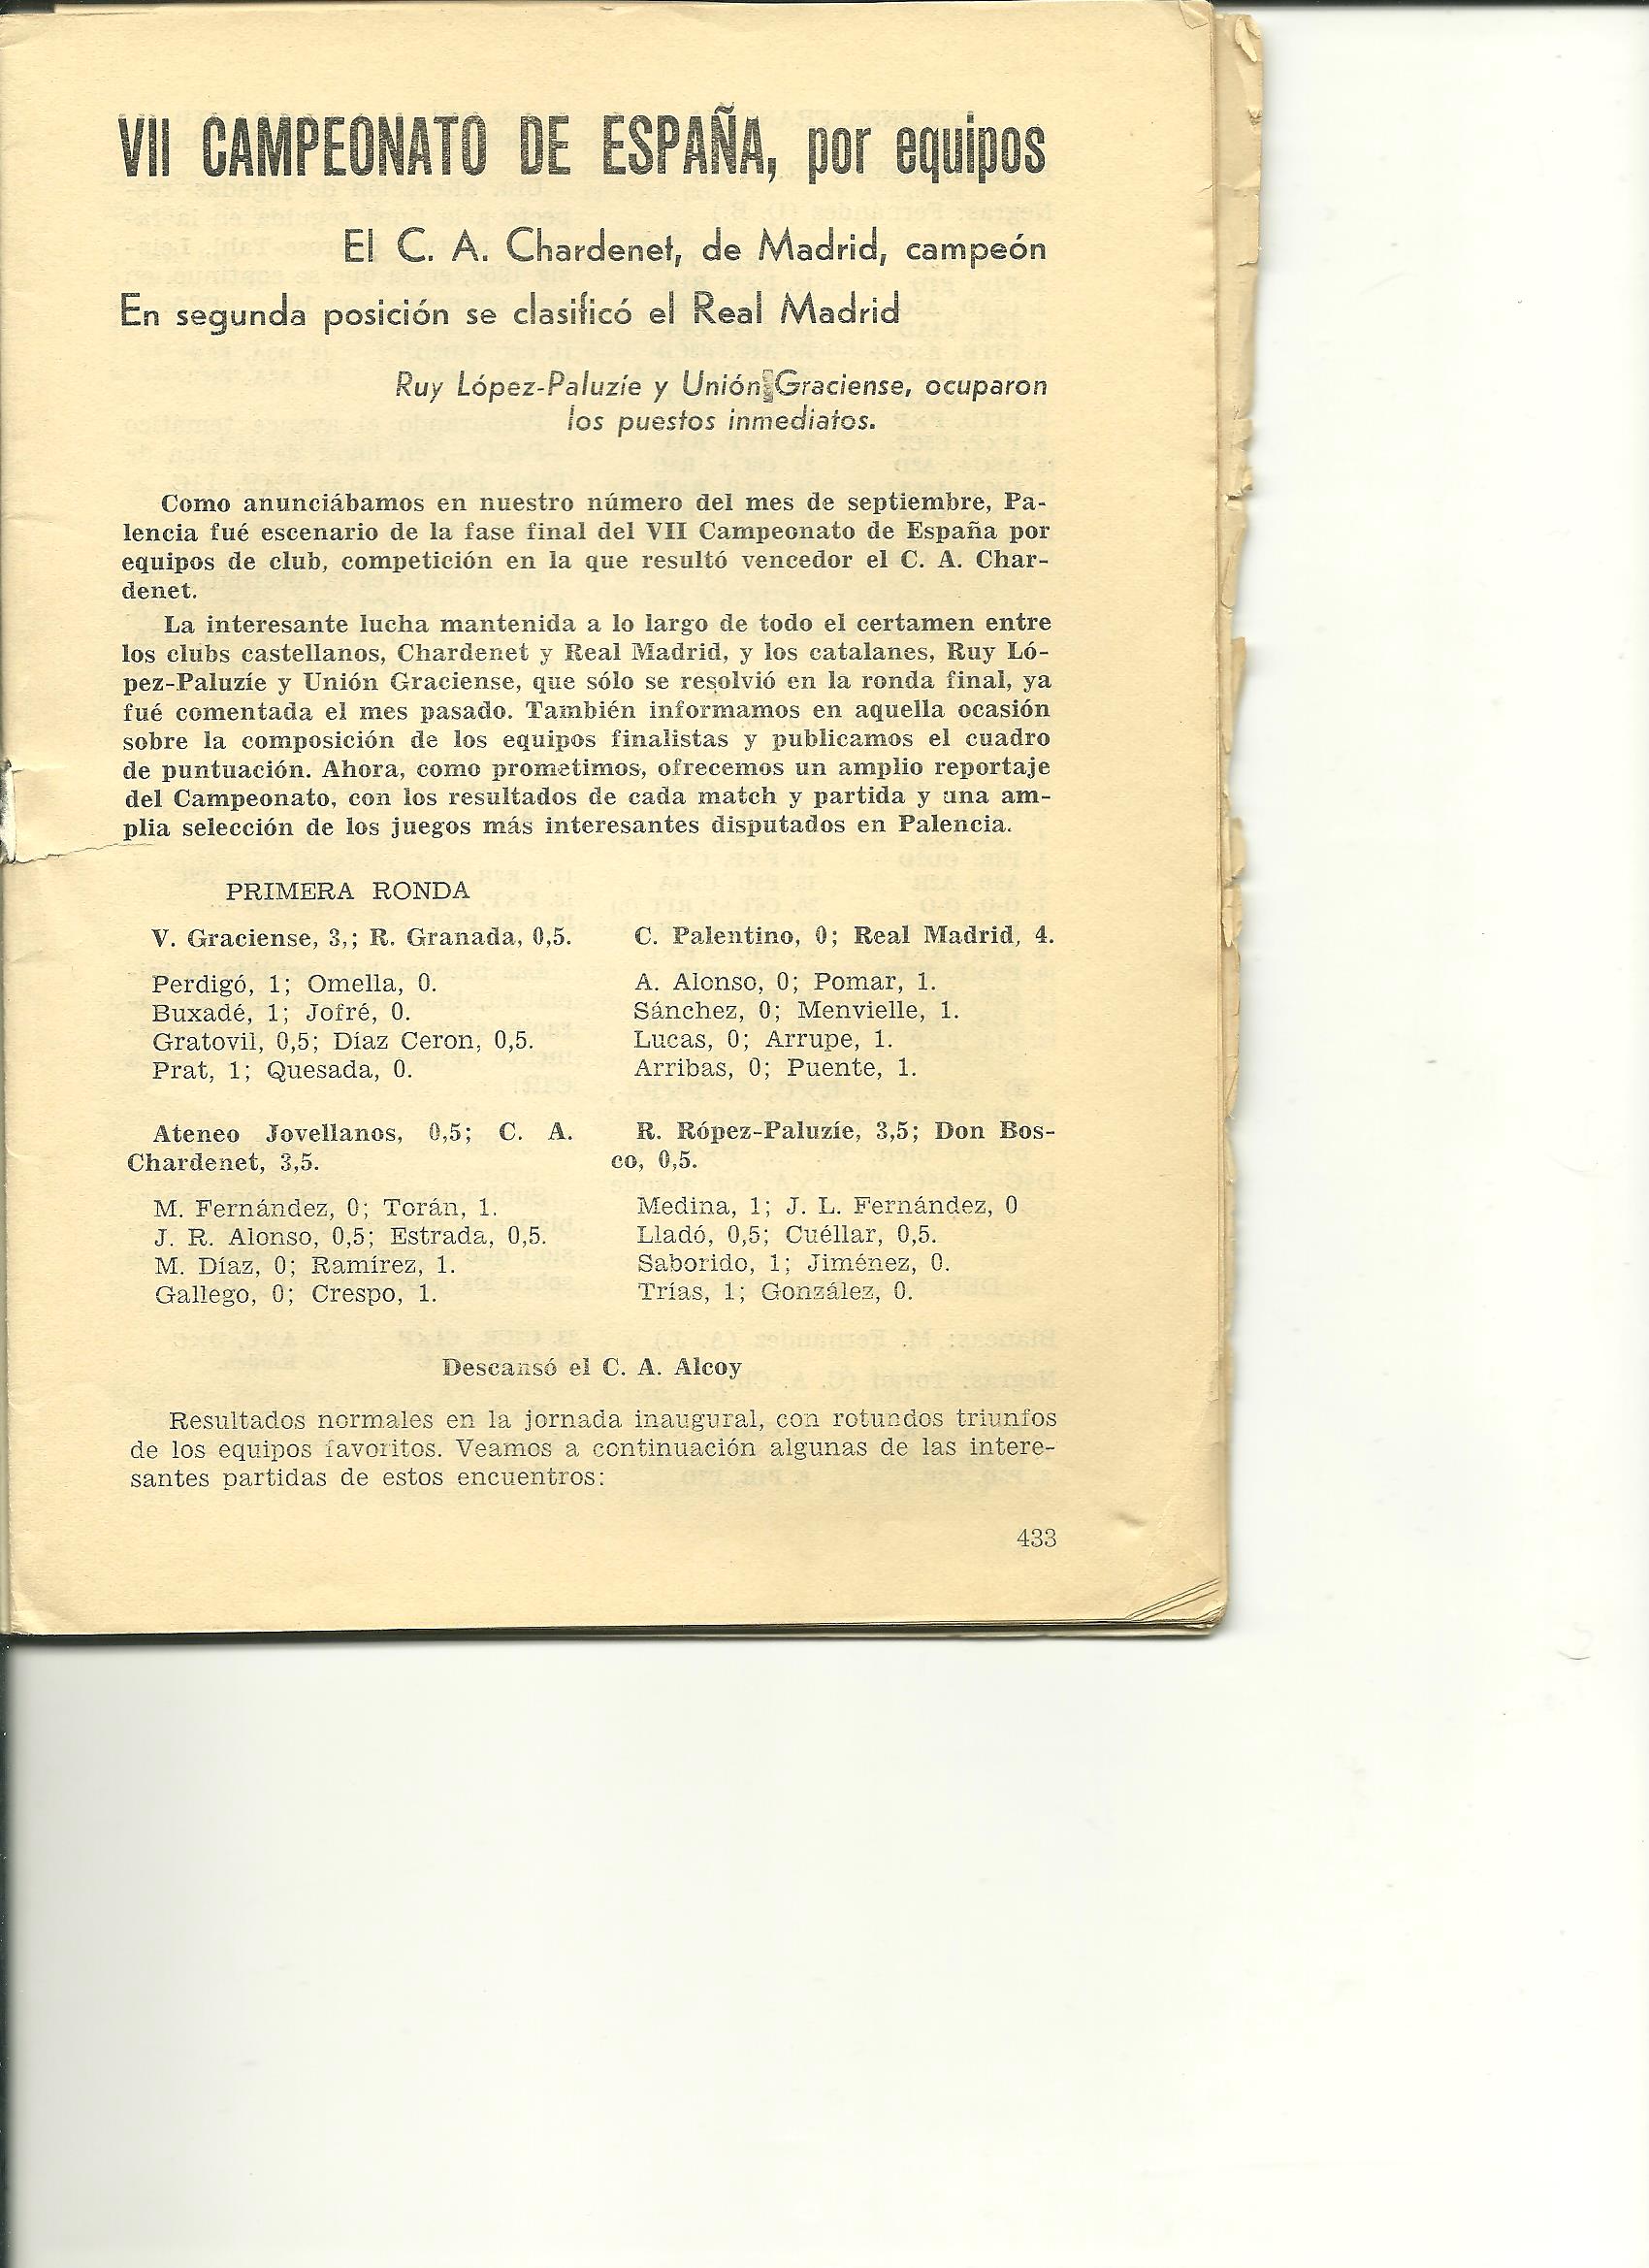 VII CAMPEONATO DE ESPAÑA, por equipos
El C. A. Chardenet, de Madrid, campeón
En segunda posición se clasificó el Real Madrid
Ruy López-Paluzíe y Unión Graciense, ocuparon
los puestos inmediatos.
Como anunciábamos en nuestro número del mes de septiembre, Pa-
lencia fué escenario de la fase final del VII Campeonato de España por
equipos de club, competición en la que resultó vencedor el C. A. Char-
denet.
La interesante lucha mantenida a lo largo de todo el certamen entre
los clubs castellanos, Chardenet y Real Madrid, y los catalanes, Ruy Ló-
pez-Paluzíe y Unión Graciense, que sólo se resolvió en la ronda final, ya
fué comentada el mes pasado. También informamos en aquella ocasión
sobre la composición de los equipos finalistas y publicamos el cuadro
de puntuación. Ahora, como prometimos, ofrecemos un amplio reportaje
del Campeonato, con los resultados de cada match y partida y una am-
plia selección de los juegos más interesantes disputados en Palencia.
PRIMERA RONDA
V. Graciense, 3,; R. Granada, 0,5.
Perdigó, 1; Omella, 0.
Buxadé, 1; Jofré, 0.
Gratovil, 0,5; Díaz Ceron, 0,5.
Prat, 1; Quesada, 0.
Ateneo Jovellanos, 0,5; C. A.
Chardenet, 3,5.
M. Fernández, 0; Torán, 1.
J. R. Alonso, 0,5; Estrada, 0,5.
M. Díaz, 0; Ramírez, 1.
Gallego, 0; Crespo, 1.
C. Palentino, 0; Real Madrid, 4.
A. Alonso, 0; Pomar, 1.
Sánchez, 0; Menvielle, 1.
Lucas, 0; Arrupe, 1.
Arribas, 0; Puente, 1.
R. Rópez-Paluzíe, 3,5; Don Bos-
co, 0,5.
Medina, 1; J. L. Fernández, 0
Lladó, 0,5; Cuéllar, 0,5.
Saborido, 1; Jiménez, 0.
Trías, 1; González, 0.
Descansó el C. A. Alcoy
Resultados normales en la jornada inaugural, con rotundos triunfos
de los equipos favoritos. Veamos a continuación algunas de las intere-
santes partidas de estos encuentros:
433